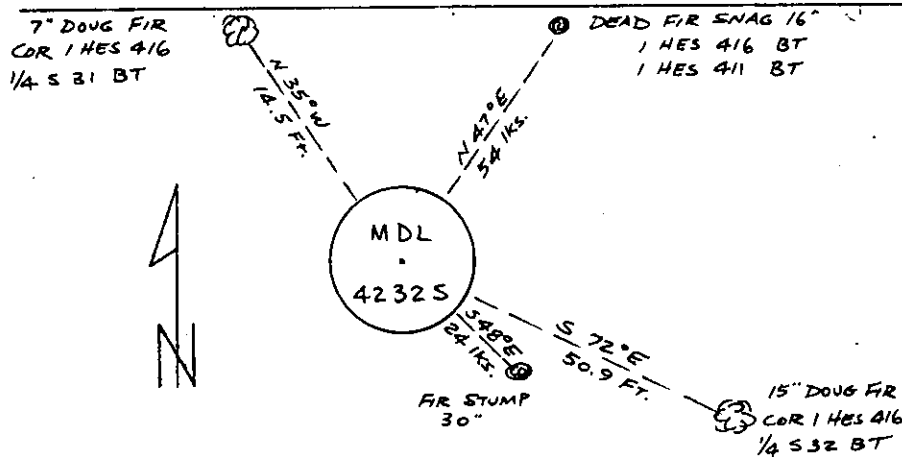 7" DOUG FIR
COR 1 HES 416
1/4 S 31 BT
DEAD FIR SNAG 16"
1 HES 416 BT
1 HES 411 BT
N 35° W
14.5 FT.
N 47° E
54 lKS.
MDL
4232S
S 48° E
24 lKS.
S 72° E
50.9 FT.
FIR STUMP
30"
15" DOUG FIR
COR 1 HES 416
1/4 S 32 BT
N